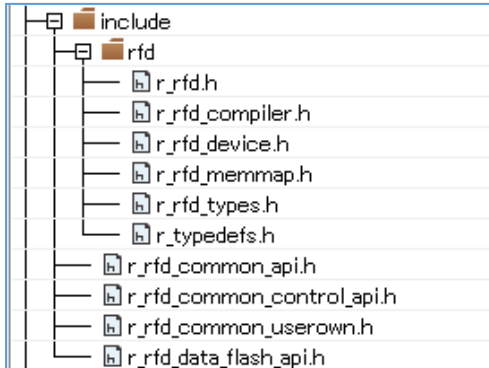 include
rfd
r_rfd.h
r_rfd_compiler.h
r_rfd_device.h
r_rfd_memmap.h
r_rfd_types.h
r_typedefs.h
r_rfd_common_api.h
r_rfd_common_control_api.h
r_rfd_common_userown.h
r_rfd_data_flash_api.h